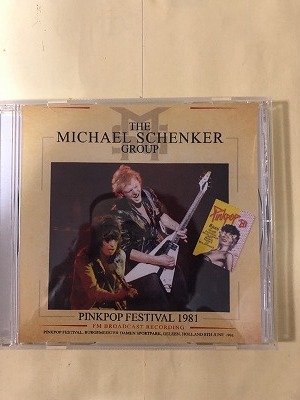 THE
MICHAEL SCHENKER
GROUP
Pinkpop
'81
PINKPOP FESTIVAL 1981
FM BROADCAST RECORDING
PINKPOP FESTIVAL, BURGEMEESTER DAMEN SPORTPARK, GELEEN, HOLLAND 8TH JUNE 1981